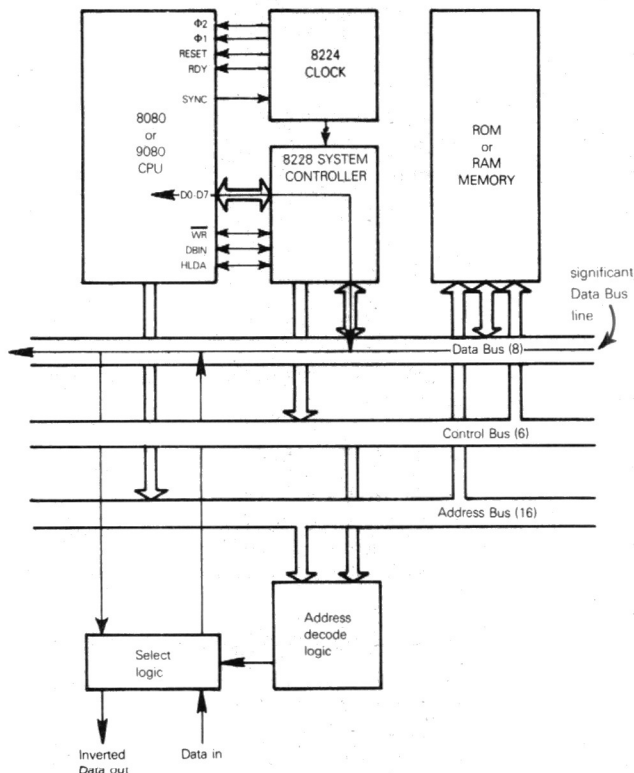 Φ2
Φ1
RESET
RDY
SYNC
8080
or
9080
CPU
D0-D7
WR
DBIN
HLDA
8224
CLOCK
8228 SYSTEM
CONTROLLER
ROM
or
RAM
MEMORY
significant
Data Bus
line
Data Bus (8)
Control Bus (6)
Address Bus (16)
Address
decode
logic
Select
logic
Inverted
Data out
Data in